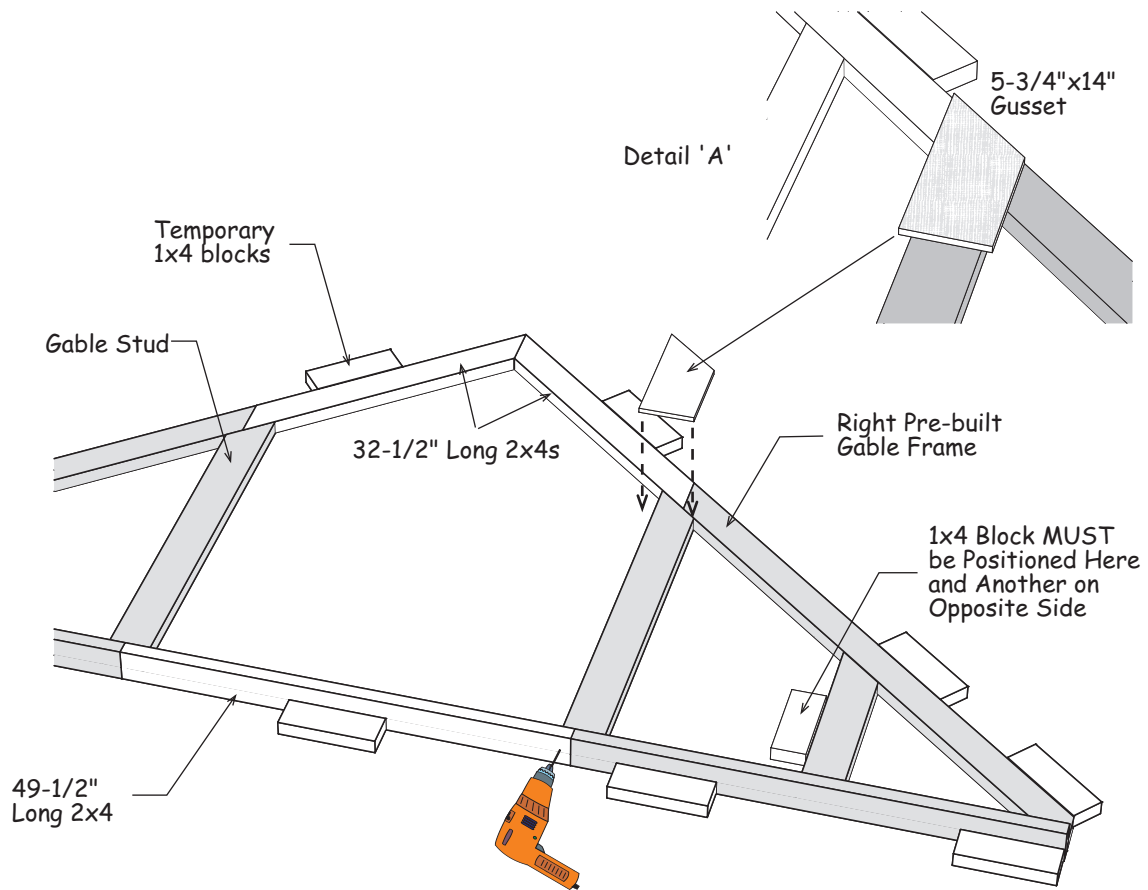 5-3/4"x14"
Gusset
Detail 'A'
Temporary
1x4 blocks
Gable Stud
32-1/2" Long 2x4s
Right Pre-built
Gable Frame
1x4 Block MUST
be Positioned Here
and Another on
Opposite Side
49-1/2"
Long 2x4